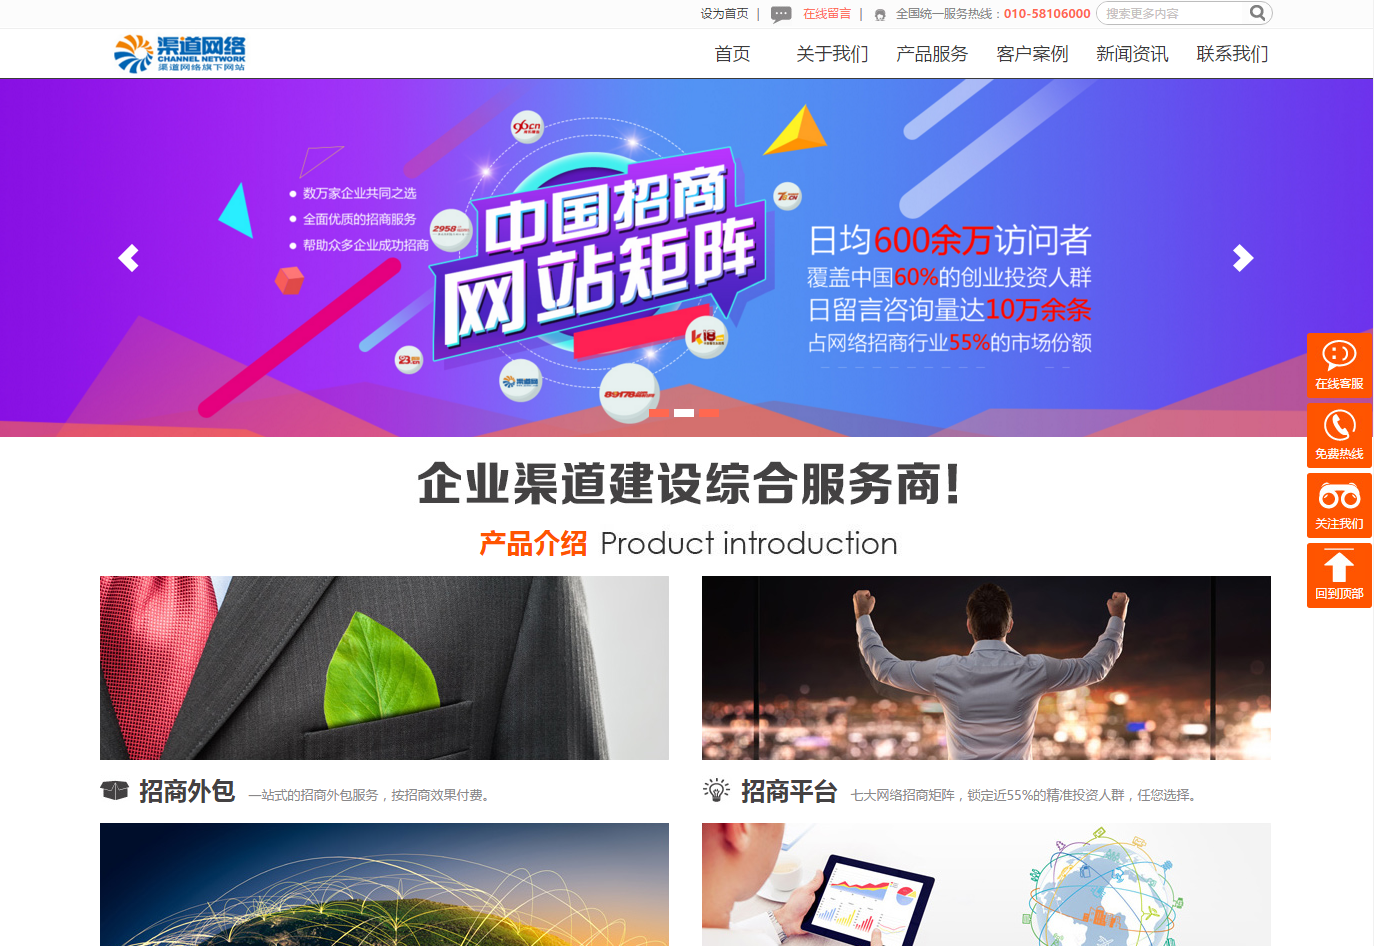 设为首页 | 在线留言 | 全国统一服务热线：010-58106000 搜索更多内容
渠道网络
CHANNEL NETWORK
渠道网络旗下网站
首页 关于我们 产品服务 客户案例 新闻资讯 联系我们
96.CN
数万家企业共同之选
全面优质的招商服务
帮助众多企业成功招商
2958
中国招商
网站矩阵
日均600余万访问者
覆盖中国60%的创业投资人群
日留言咨询量达10万余条
占网络招商行业55%的市场份额
渠道网
89178
在线客服
免费热线
关注我们
回到顶部
企业渠道建设综合服务商！
产品介绍 Product introduction
招商外包 一站式的招商外包服务，按招商效果付费。
招商平台 七大网络招商矩阵，锁定近55%的精准投资人群，任您选择。